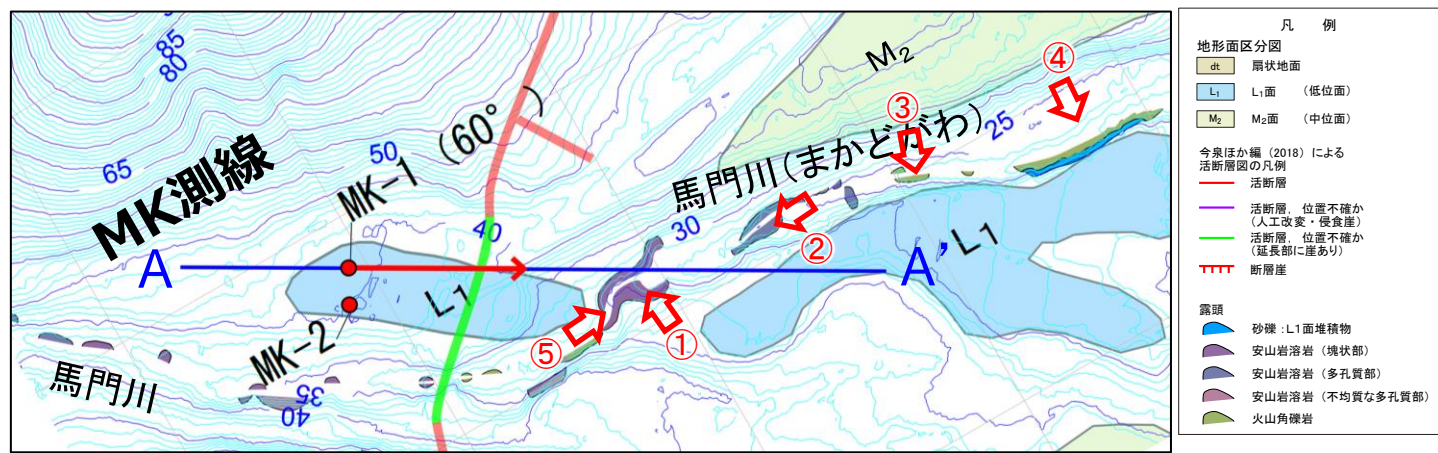 85
80
65
50
MK測線
MK-1 (60° )
M₂
④
③
25
馬門川(まかどがわ)
②
30
40
A
A’
L₁
L₁
MK-2
⑤
①
馬門川
35
40
凡 例
地形面区分図
dt 扇状地面
L₁ L₁面 (低位面)
M₂ M₂面 (中位面)
今泉ほか編(2018)による
活断層図の凡例
活断層
活断層,位置不確か
(人工改変・侵食崖)
活断層,位置不確か
(延長部に崖あり)
断層崖
露頭
砂礫:L1面堆積物
安山岩溶岩(塊状部)
安山岩溶岩(多孔質部)
安山岩溶岩(不均質な多孔質部)
火山角礫岩